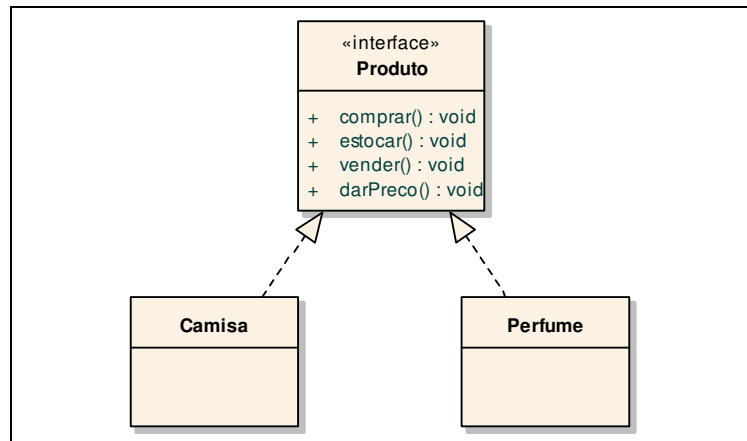 «interface»
Produto
+ comprar() : void
+ estocar() : void
+ vender() : void
+ darPreco() : void
Camisa
Perfume